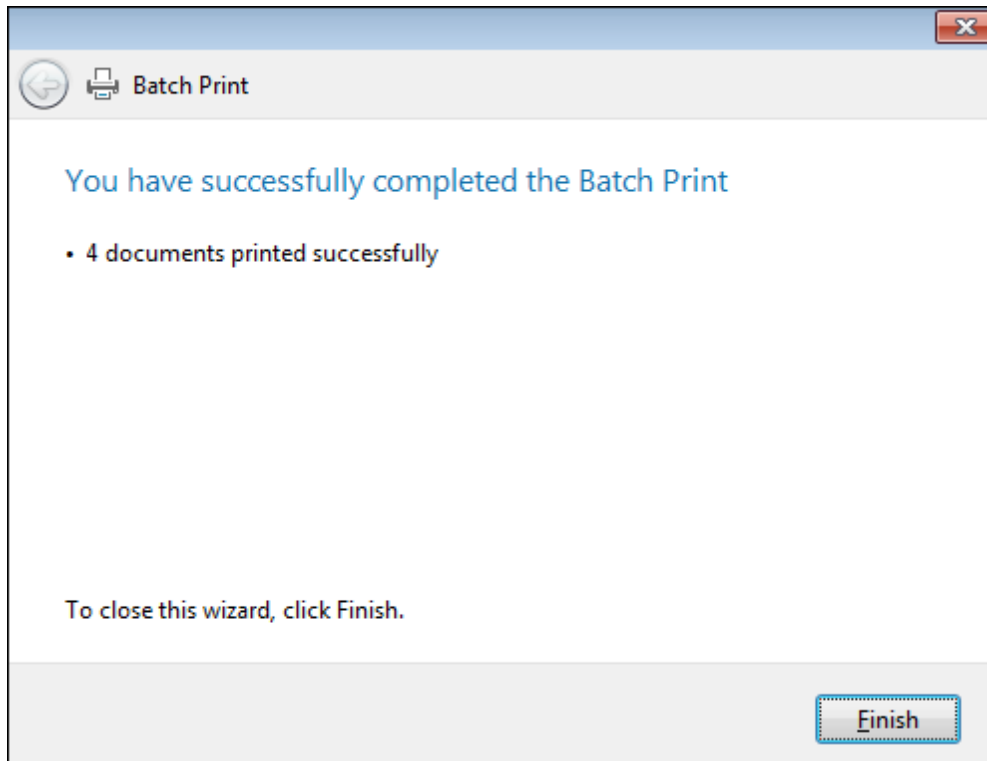 Batch Print
You have successfully completed the Batch Print
• 4 documents printed successfully
To close this wizard, click Finish.
Finish